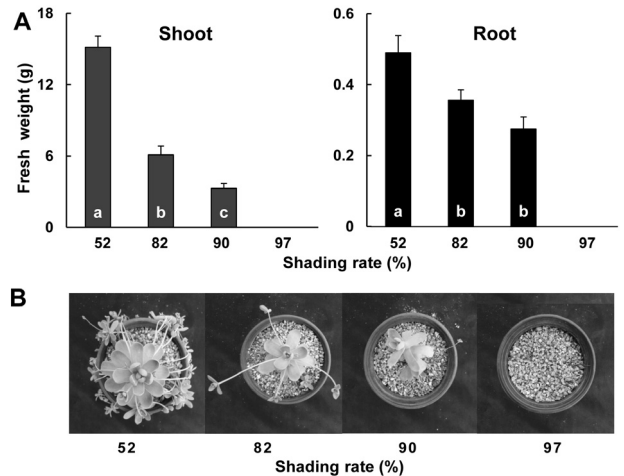 A
Shoot
Root
Fresh weight (g)
18
12
6
0
a
b
c
52
82
90
97
0.6
0.4
0.2
0
a
b
b
52
82
90
97
Shading rate (%)
B
52
82
90
97
Shading rate (%)